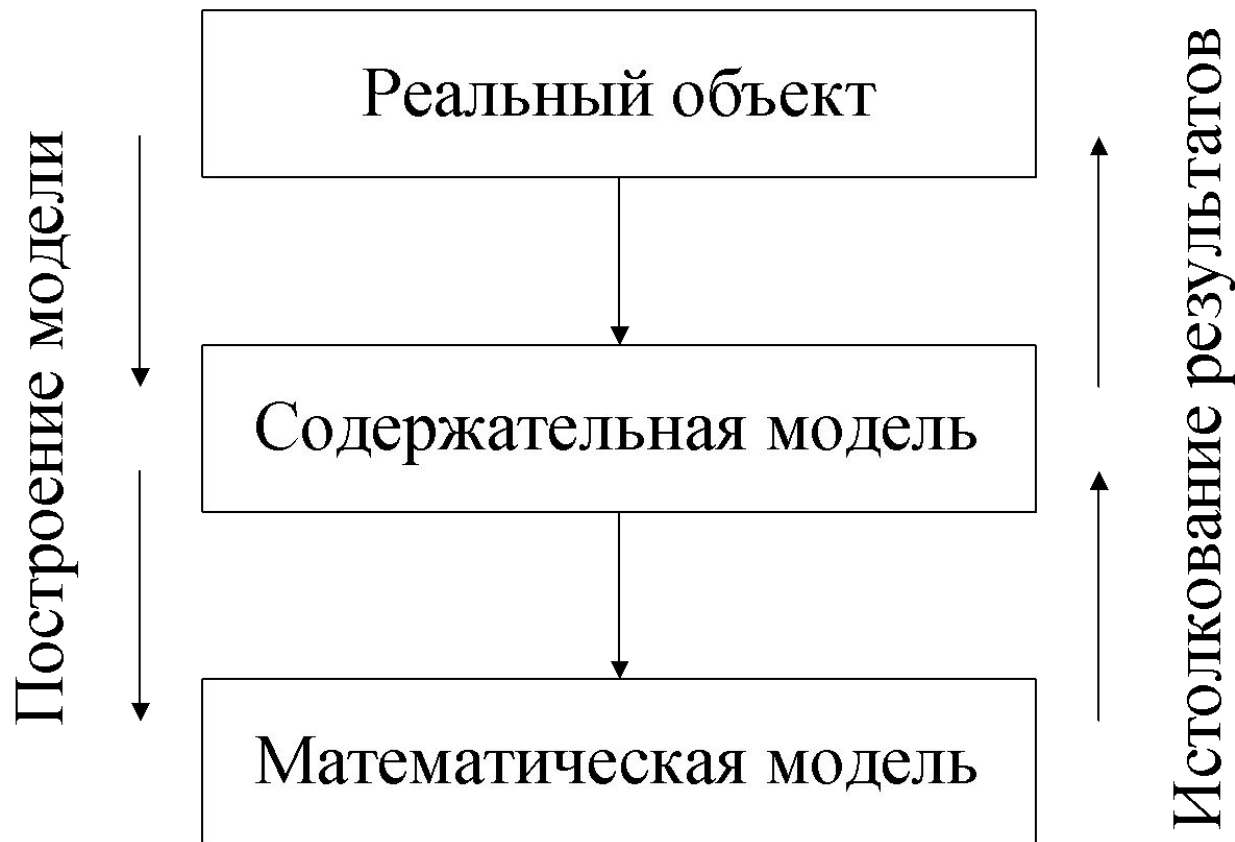 Реальный объект
Построение модели
Содержательная модель
Истолкование результатов
Математическая модель